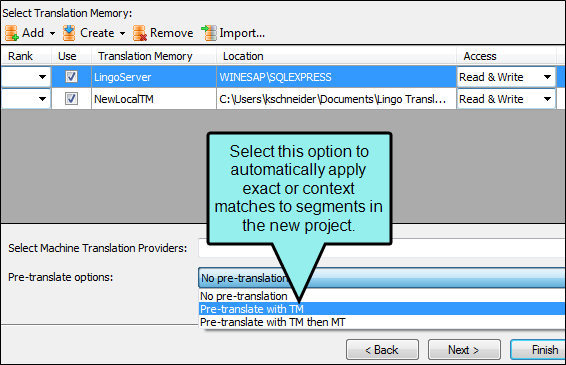 Select Translation Memory:
Add Create Remove Import...
Rank Use Translation Memory Location Access
LingoServer WINESAP\SQLEXPRESS Read & Write
NewLocalTM C:\Users\kschneider\Documents\Lingo Transl... Read & Write
Select this option to
automatically apply
exact or context
matches to segments in
the new project.
Select Machine Translation Providers:
Pre-translate options: No pre-translation
No pre-translation
Pre-translate with TM
Pre-translate with TM then MT
< Back Next > Finish